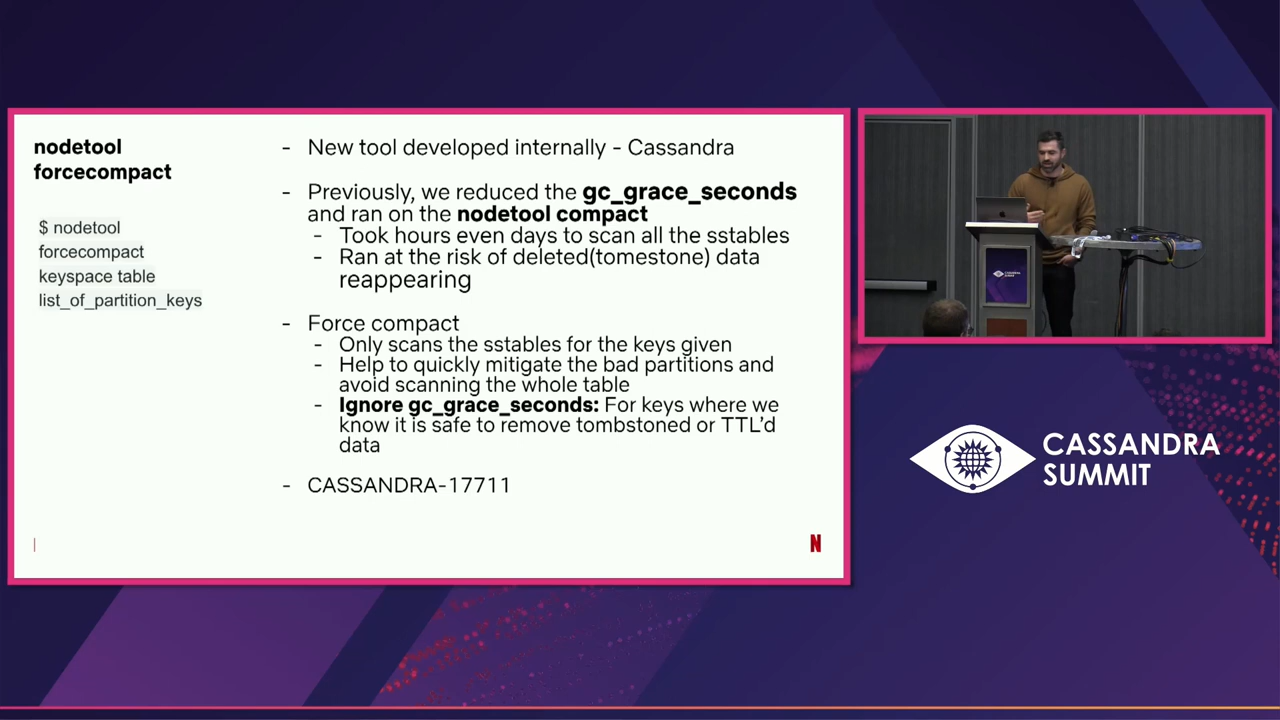 nodetool
forcecompact
$ nodetool
forcecompact
keyspace table
list_of_partition_keys
- New tool developed internally - Cassandra
- Previously, we reduced the gc_grace_seconds
and ran on the nodetool compact
- Took hours even days to scan all the sstables
- Ran at the risk of deleted(tomestone) data
reappearing
- Force compact
- Only scans the sstables for the keys given
- Help to quickly mitigate the bad partitions and
avoid scanning the whole table
- Ignore gc_grace_seconds: For keys where we
know it is safe to remove tombstoned or TTL'd
data
- CASSANDRA-17711
N
CASSANDRA
SUMMIT
CASSANDRA
SUMMIT